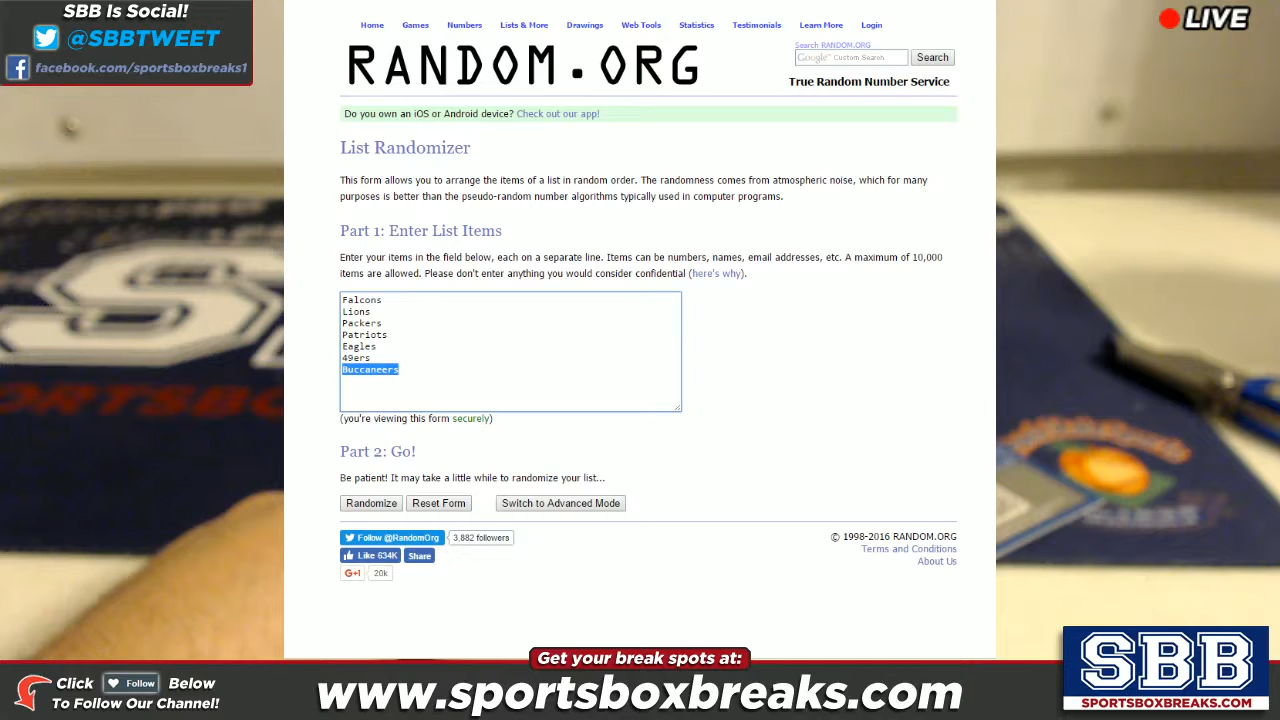 SBB Is Social!
@SBBTWEET
facebook.com/sportsboxbreaks1
LIVE
Home Games Numbers Lists & More Drawings Web Tools Statistics Testimonials Learn More Login
RANDOM.ORG
Search RANDOM.ORG
Google™ Custom Search Search
True Random Number Service
Do you own an iOS or Android device? Check out our app!
List Randomizer
This form allows you to arrange the items of a list in random order. The randomness comes from atmospheric noise, which for many
purposes is better than the pseudo-random number algorithms typically used in computer programs.
Part 1: Enter List Items
Enter your items in the field below, each on a separate line. Items can be numbers, names, email addresses, etc. A maximum of 10,000
items are allowed. Please don't enter anything you would consider confidential (here's why).
Falcons
Lions
Packers
Patriots
Eagles
49ers
Buccaneers
(you're viewing this form securely)
Part 2: Go!
Be patient! It may take a little while to randomize your list...
Randomize Reset Form Switch to Advanced Mode
Follow @RandomOrg 3,882 followers
Like 634K Share
G+1 20k
© 1998-2016 RANDOM.ORG
Terms and Conditions
About Us
Get your break spots at:
www.sportsboxbreaks.com
Click Follow Below
To Follow Our Channel!
SBB
SPORTSBOXBREAKS.COM